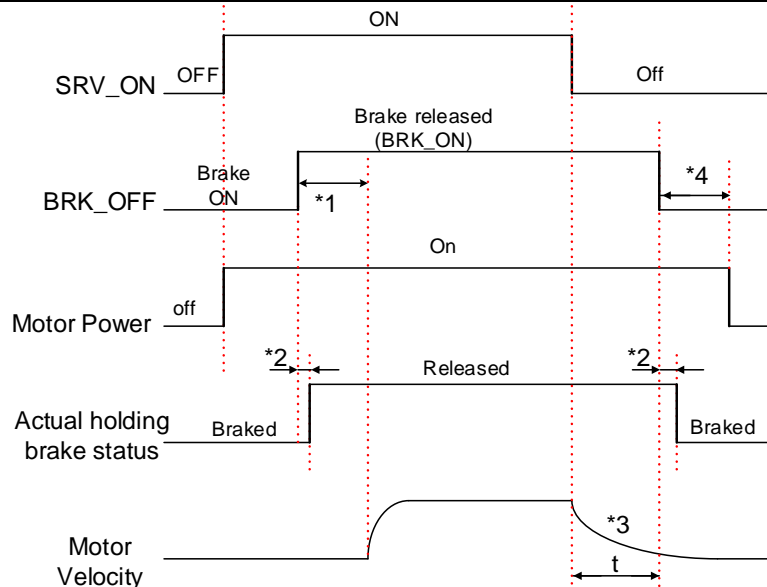 ON
SRV_ON
OFF
Off
Brake released
(BRK_ON)
Brake
ON
BRK_OFF
*1
*4
On
off
Motor Power
*2
*2
Released
Actual holding
brake status
Braked
Braked
*3
Motor
Velocity
t